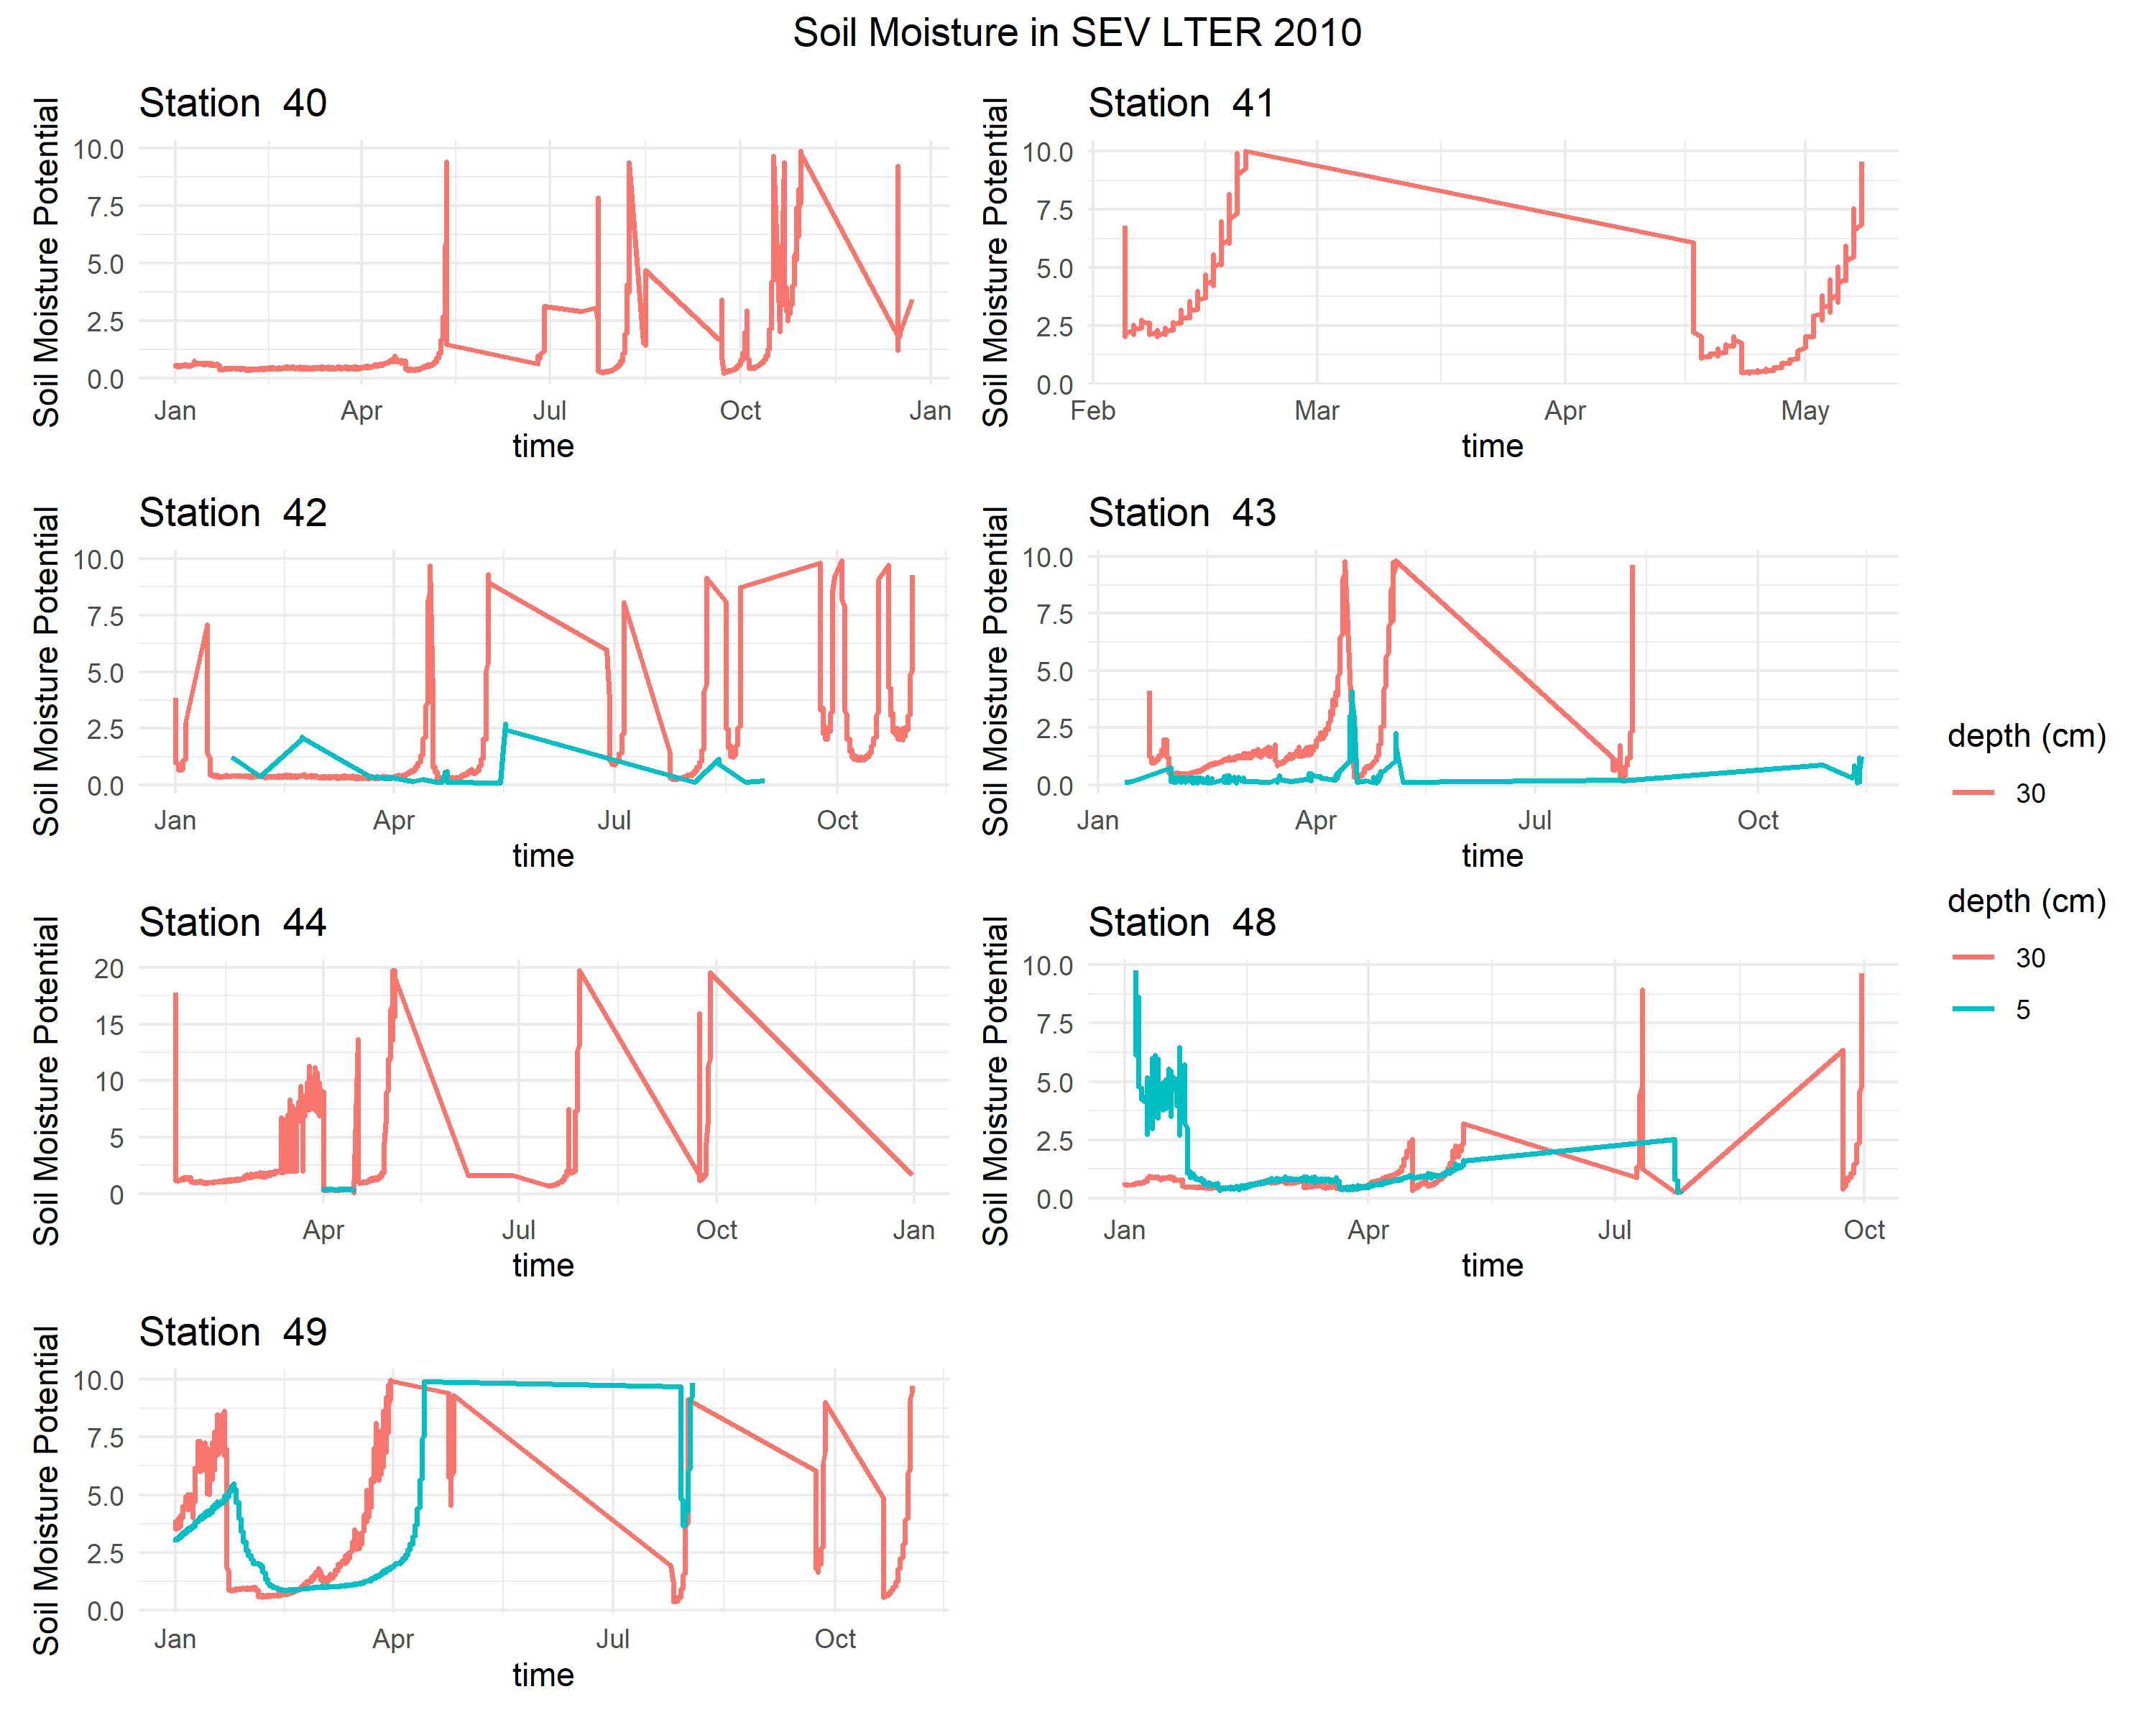 Soil Moisture in SEV LTER 2010
Station  40
Soil Moisture Potential
10.0
7.5
5.0
2.5
0.0
Jan Apr Jul Oct Jan
time
Station  41
Soil Moisture Potential
10.0
7.5
5.0
2.5
0.0
Feb Mar Apr May
time
Station  42
Soil Moisture Potential
10.0
7.5
5.0
2.5
0.0
Jan Apr Jul Oct
time
Station  43
Soil Moisture Potential
10.0
7.5
5.0
2.5
0.0
Jan Apr Jul Oct
time
Station  44
Soil Moisture Potential
20
15
10
5
0
Apr Jul Oct Jan
time
Station  48
Soil Moisture Potential
10.0
7.5
5.0
2.5
0.0
Jan Apr Jul Oct
time
Station  49
Soil Moisture Potential
10.0
7.5
5.0
2.5
0.0
Jan Apr Jul Oct
time
depth (cm)
30
depth (cm)
30
5